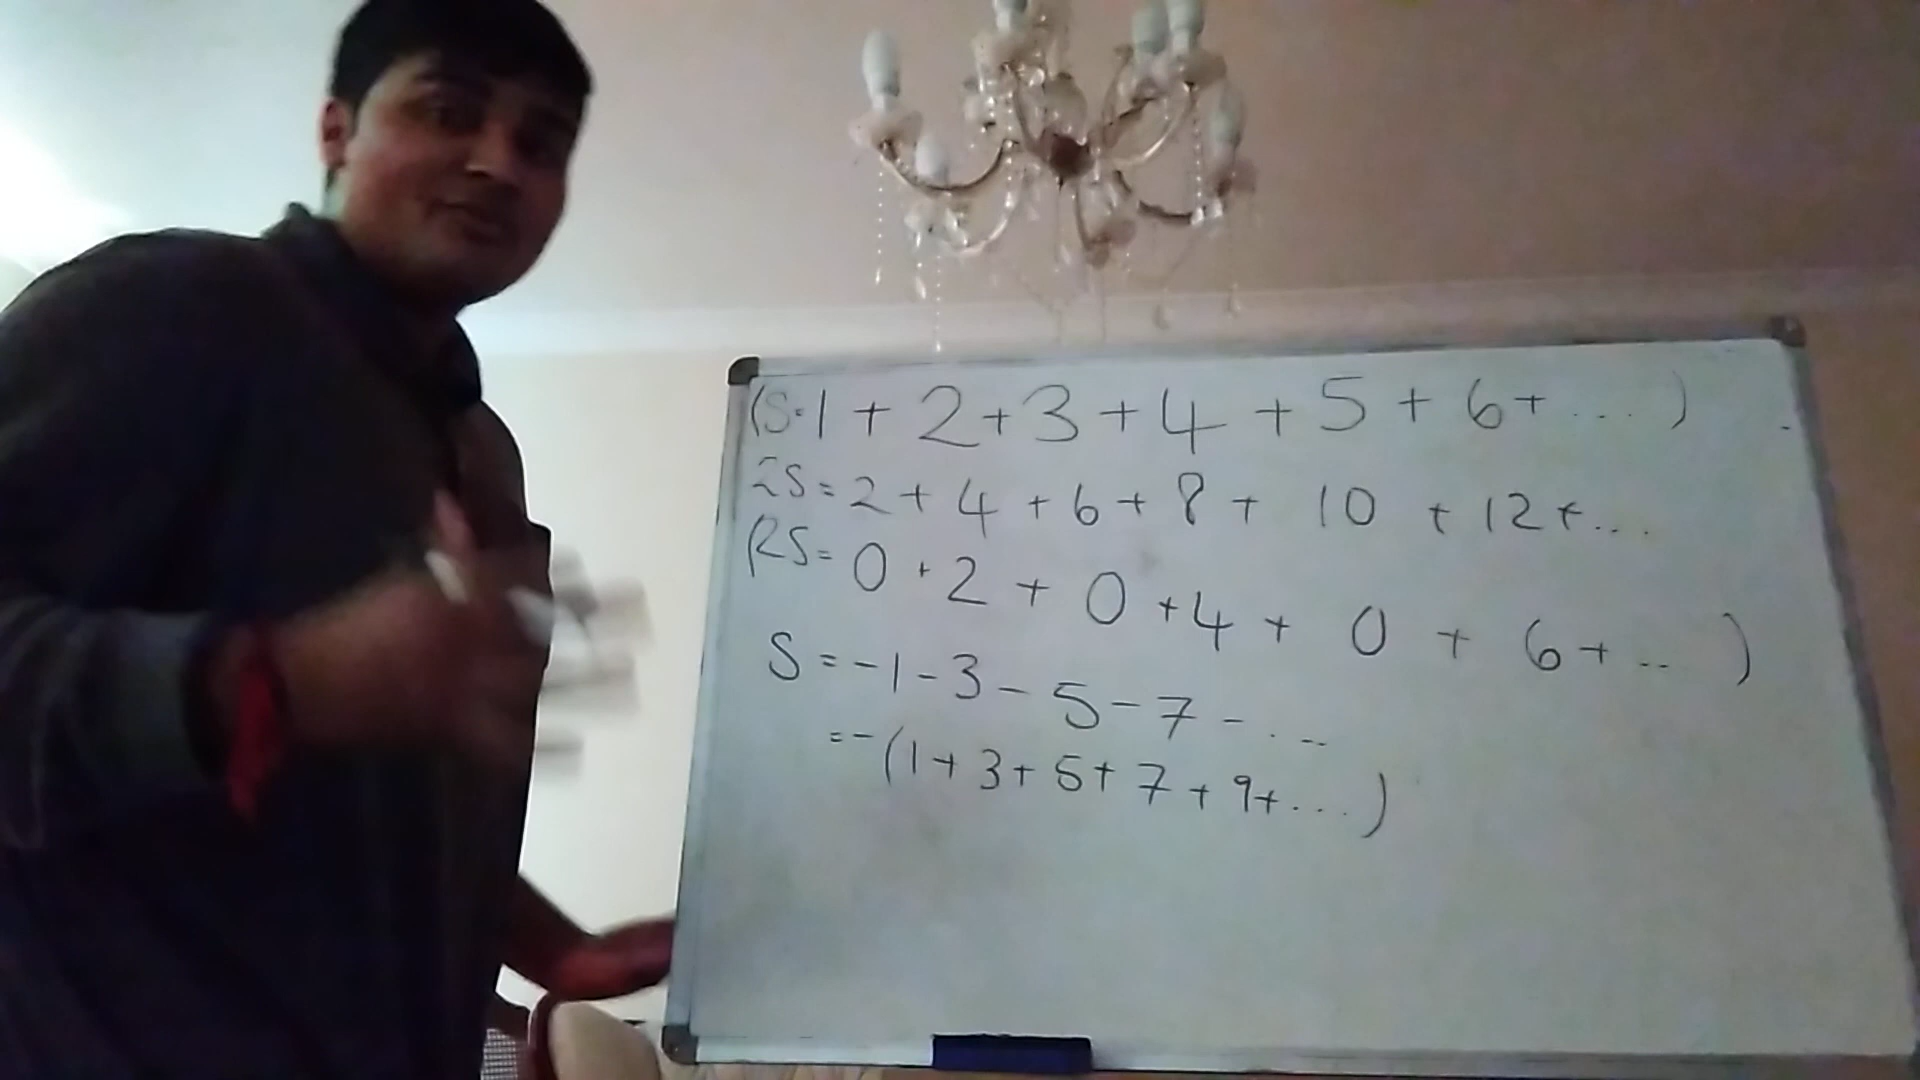 (S=1+2+3+4+5+6+...)
2S=2+4+6+8+10+12+...
RS=0+2+0+4+0+6+...)
S=-1-3-5-7-...
=-(1+3+5+7+9+....)